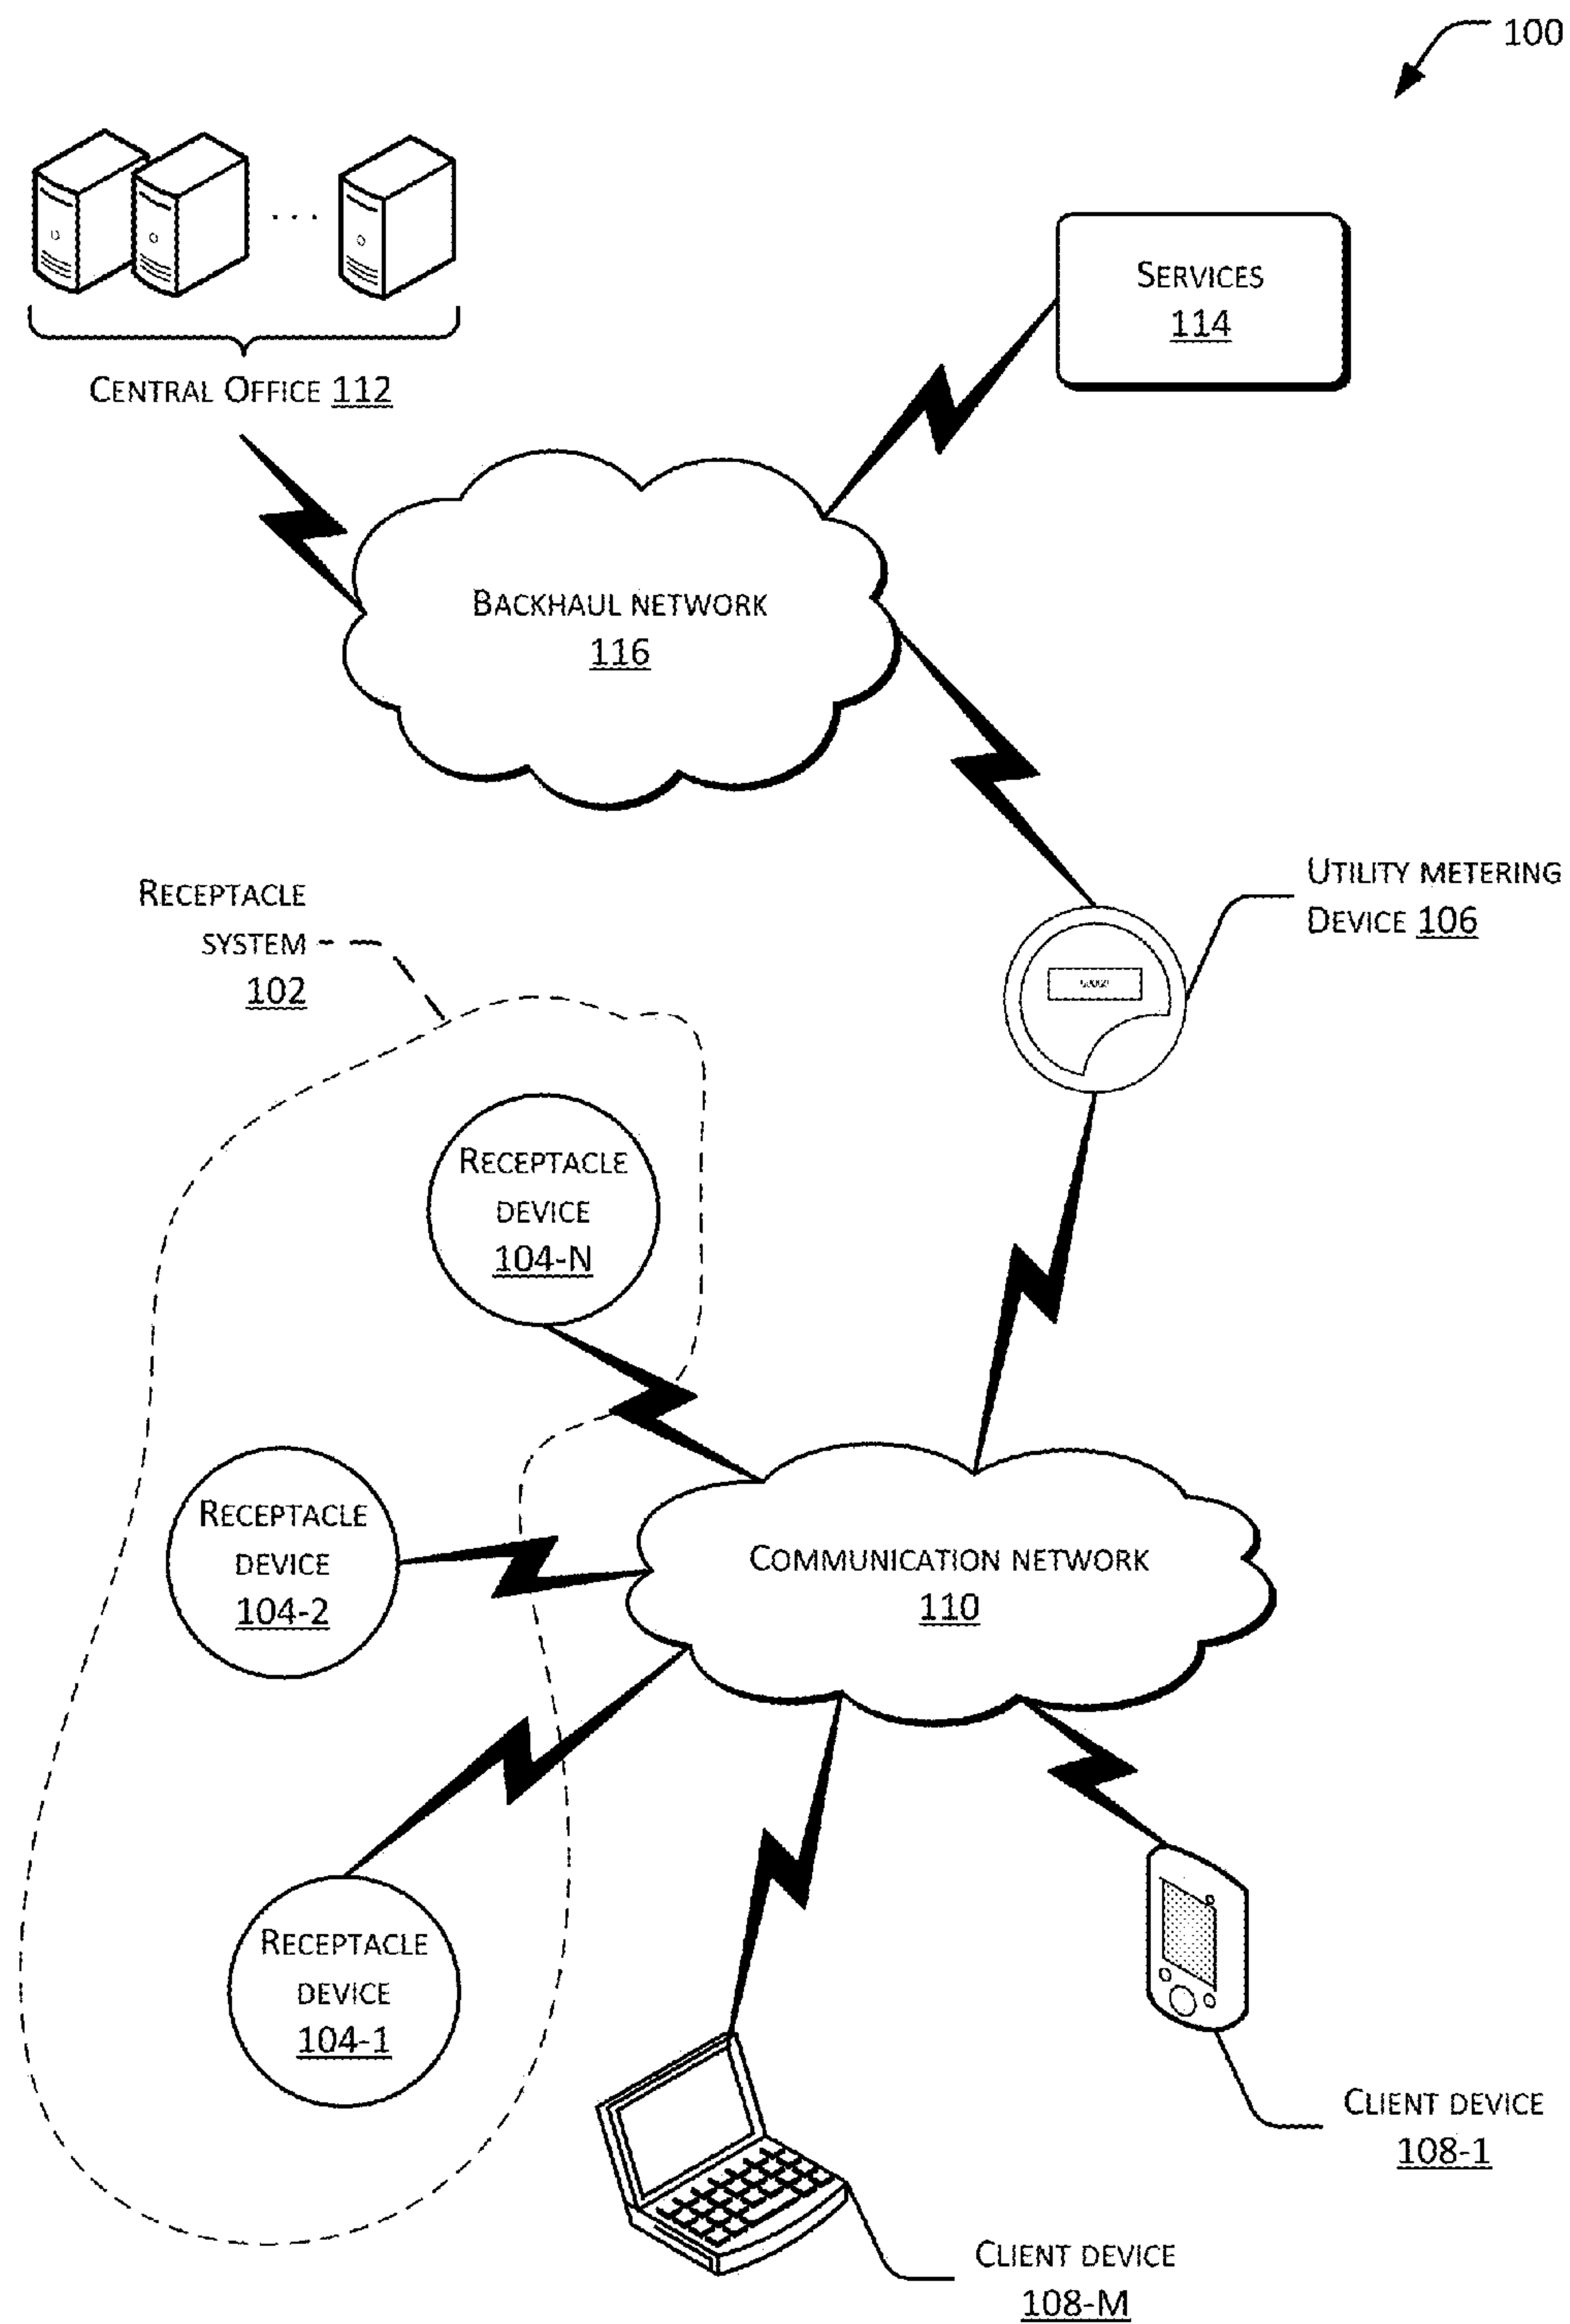 100
SERVICES
114
CENTRAL OFFICE 112
BACKHAUL NETWORK
116
UTILITY METERING
DEVICE 106
RECEPTACLE
SYSTEM
102
RECEPTACLE
DEVICE
104-N
RECEPTACLE
DEVICE
104-2
COMMUNICATION NETWORK
110
RECEPTACLE
DEVICE
104-1
CLIENT DEVICE
108-1
CLIENT DEVICE
108-M